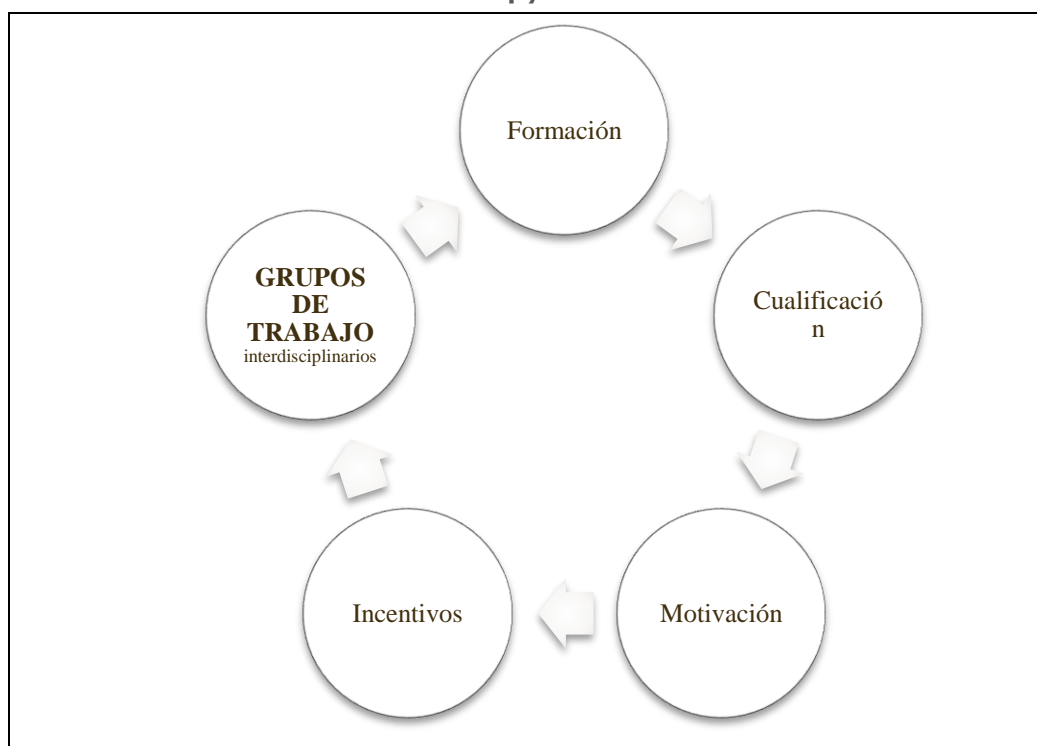 Formación
Cualificació
n
Motivación
Incentivos
GRUPOS
DE
TRABAJO
interdisciplinarios